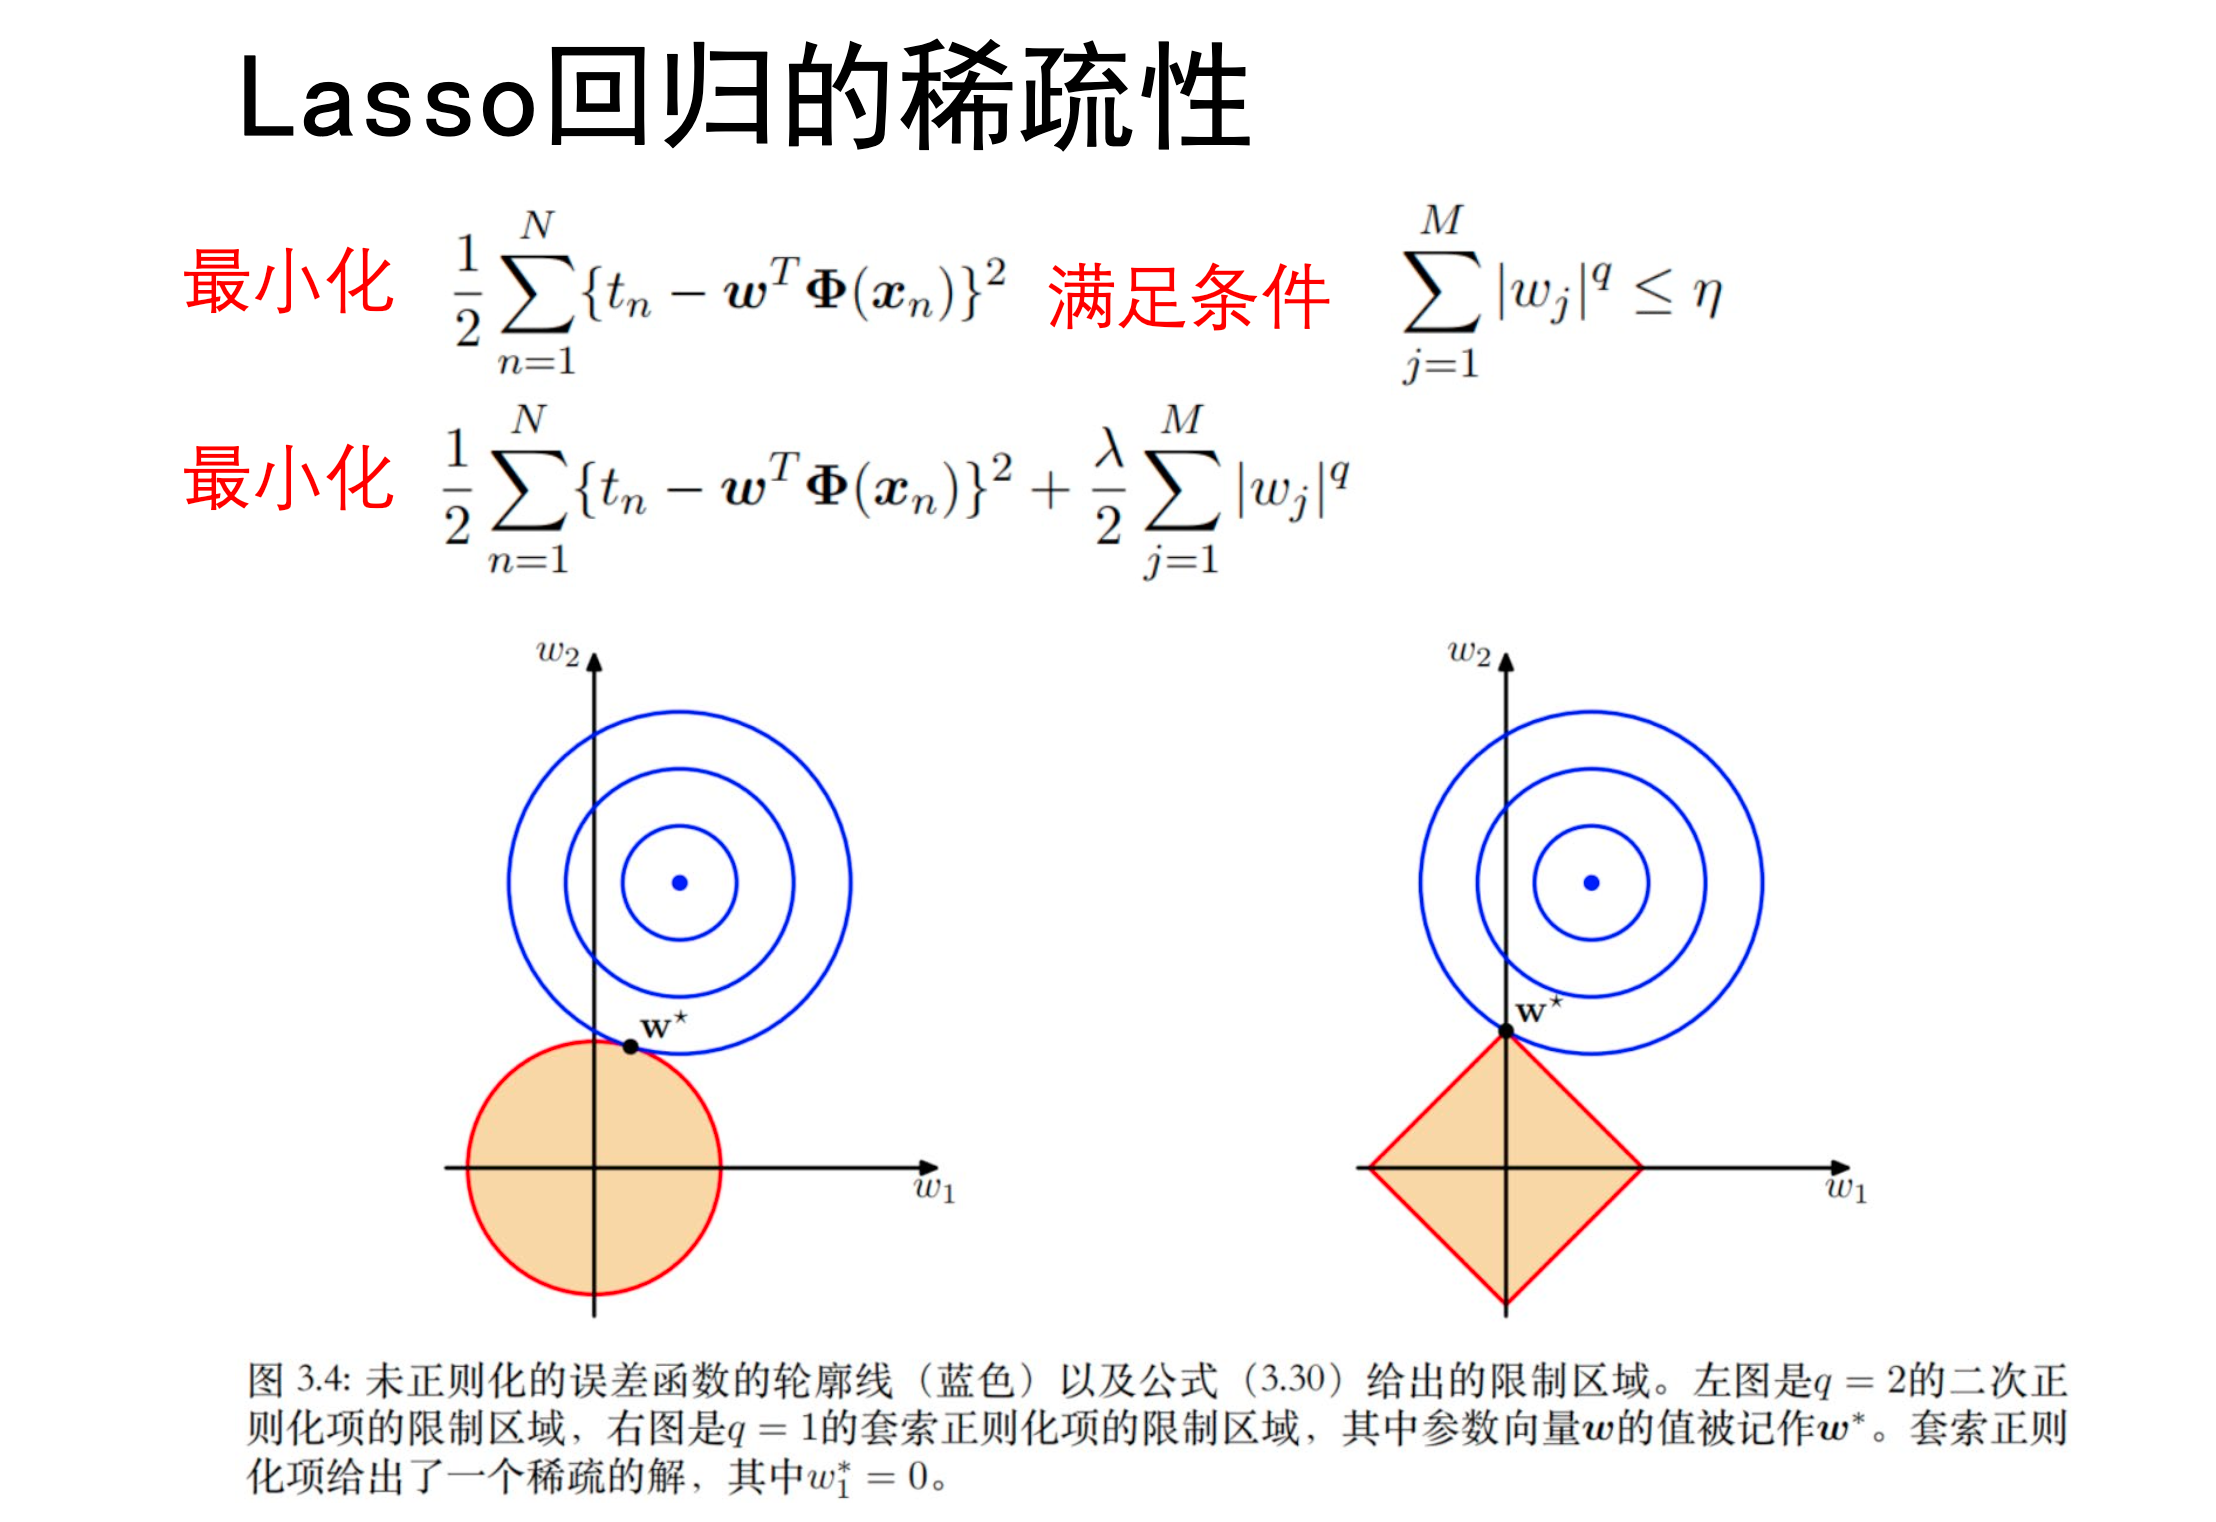 Lasso回归的稀疏性
最小化 $\frac{1}{2}\sum_{n=1}^{N}\{t_n - \boldsymbol{w}^T\boldsymbol{\Phi}(\boldsymbol{x}_n)\}^2$ 满足条件 $\sum_{j=1}^{M}|w_j|^q \leq \eta$
最小化 $\frac{1}{2}\sum_{n=1}^{N}\{t_n - \boldsymbol{w}^T\boldsymbol{\Phi}(\boldsymbol{x}_n)\}^2 + \frac{\lambda}{2}\sum_{j=1}^{M}|w_j|^q$
$w_2$
$\mathbf{w}^\star$
$w_1$
$w_2$
$\mathbf{w}^\star$
$w_1$
图 3.4: 未正则化的误差函数的轮廓线（蓝色）以及公式（3.30）给出的限制区域。左图是$q = 2$的二次正
则化项的限制区域，右图是$q = 1$的套索正则化项的限制区域，其中参数向量$\boldsymbol{w}$的值被记作$\boldsymbol{w}^*$。套索正则
化项给出了一个稀疏的解，其中$w_1^* = 0$。